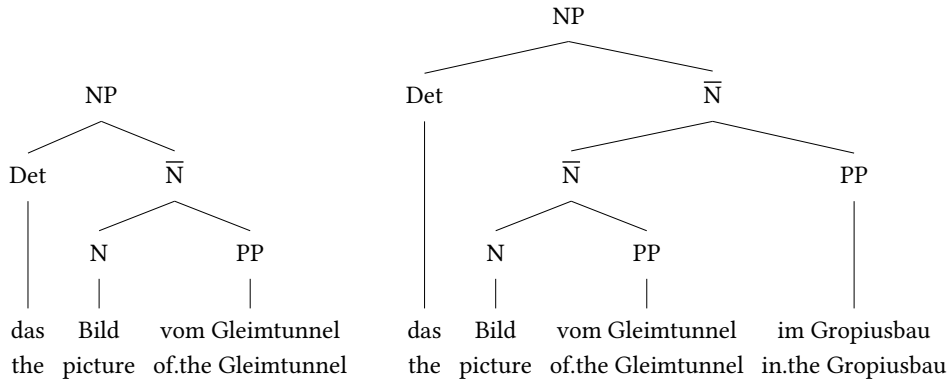 NP
Det N̅
N PP
das Bild vom Gleimtunnel
the picture of.the Gleimtunnel
NP
Det N̅
N̅ PP
N PP
das Bild vom Gleimtunnel im Gropiusbau
the picture of.the Gleimtunnel in.the Gropiusbau